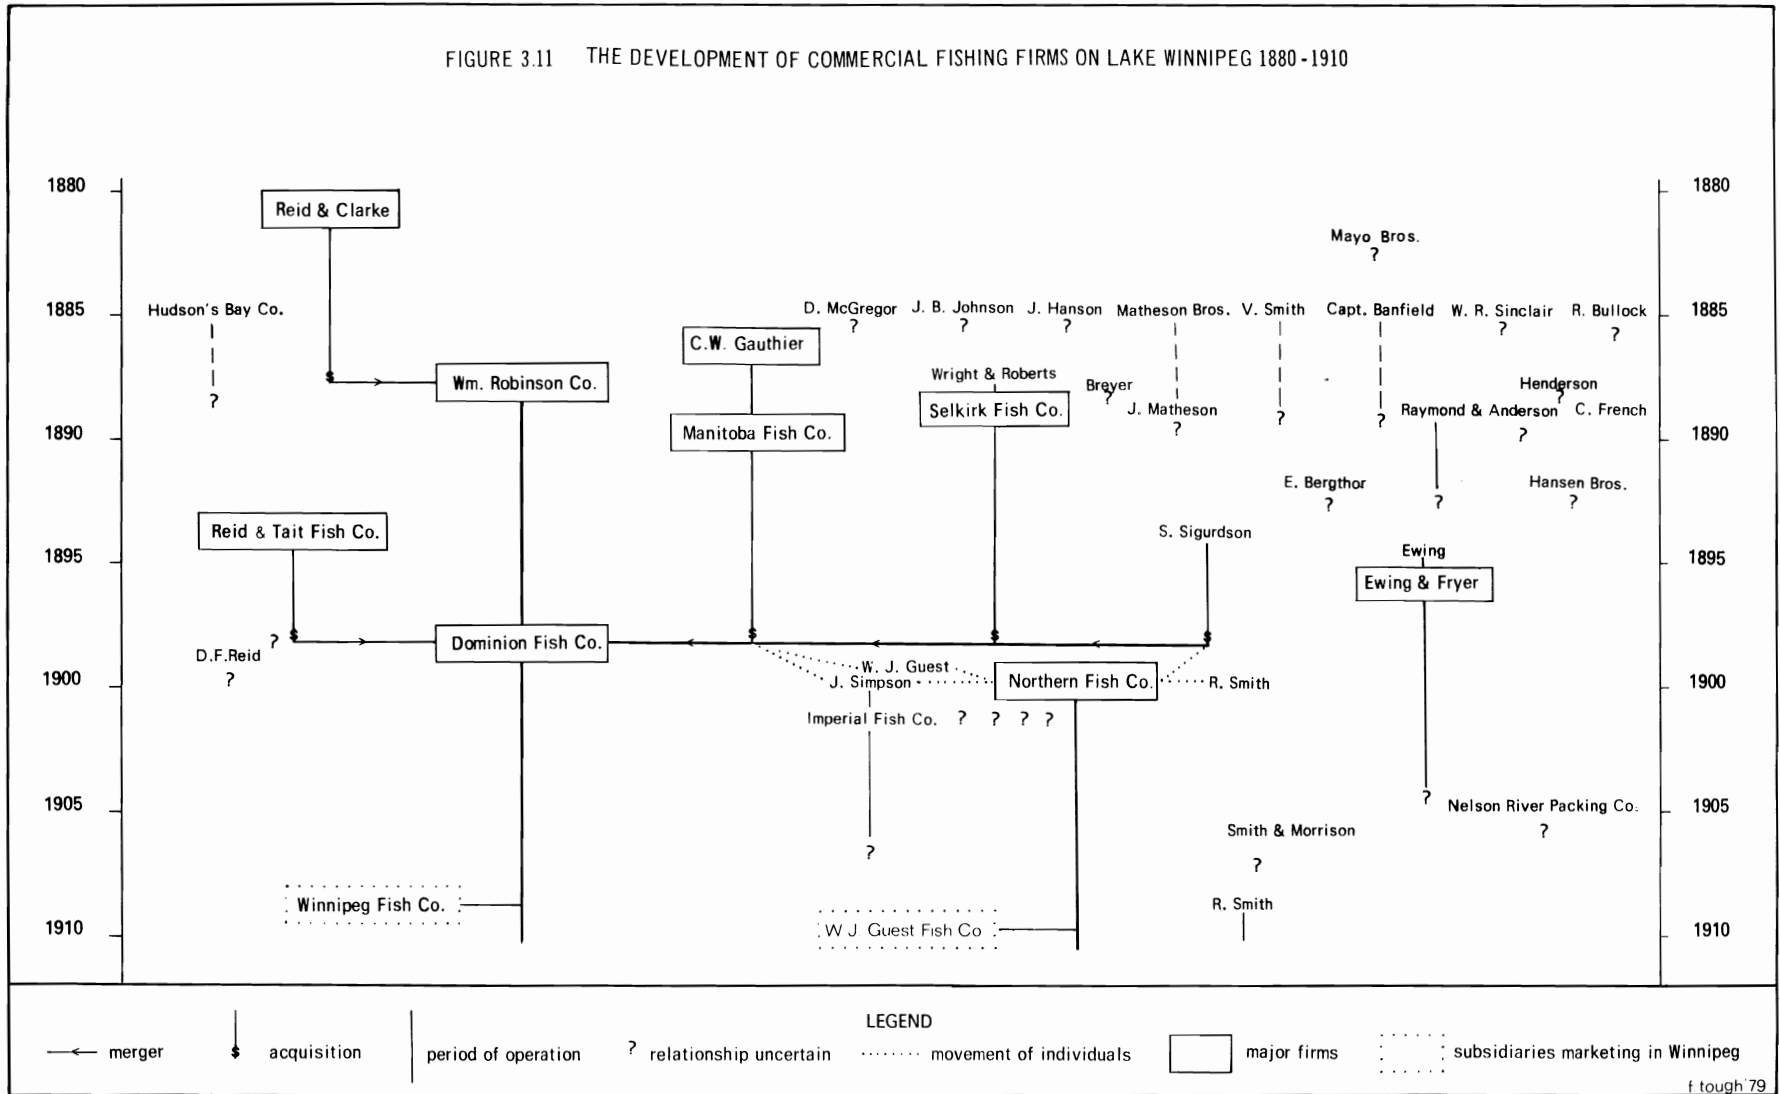 FIGURE 3.11 THE DEVELOPMENT OF COMMERCIAL FISHING FIRMS ON LAKE WINNIPEG 1880-1910
1880 1880
Reid & Clarke
Mayo Bros.
?
1885 Hudson's Bay Co. D. McGregor J. B. Johnson J. Hanson Matheson Bros. V. Smith Capt. Banfield W. R. Sinclair R. Bullock 1885
? ? ? ? ?
C.W. Gauthier
$ Wm. Robinson Co. Wright & Roberts Breyer Henderson
? ? ?
Selkirk Fish Co. J. Matheson Raymond & Anderson C. French
? ? ? ?
1890 Manitoba Fish Co. 1890
E. Bergthor Hansen Bros.
? ? ?
Reid & Tait Fish Co. S. Sigurdson
1895 Ewing 1895
Ewing & Fryer
? $ Dominion Fish Co. $ $ $
D.F.Reid W. J. Guest
?
1900 J. Simpson Northern Fish Co. R. Smith 1900
Imperial Fish Co. ? ? ? ?
?
1905 Nelson River Packing Co. 1905
Smith & Morrison ?
? ?
Winnipeg Fish Co. R. Smith
1910 W J. Guest Fish Co 1910
LEGEND
merger $ acquisition period of operation ? relationship uncertain movement of individuals major firms subsidiaries marketing in Winnipeg
f tough '79